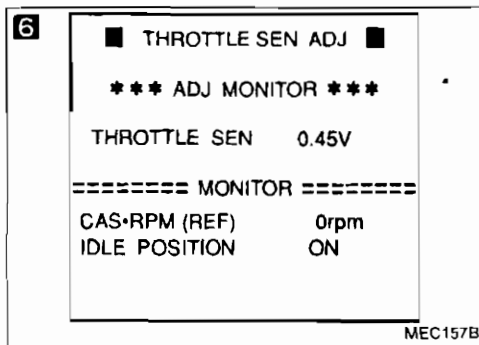 6
■ THROTTLE SEN ADJ ■
*** ADJ MONITOR ***
THROTTLE SEN 0.45V
======== MONITOR ========
CAS•RPM (REF) 0rpm
IDLE POSITION ON
MEC157B